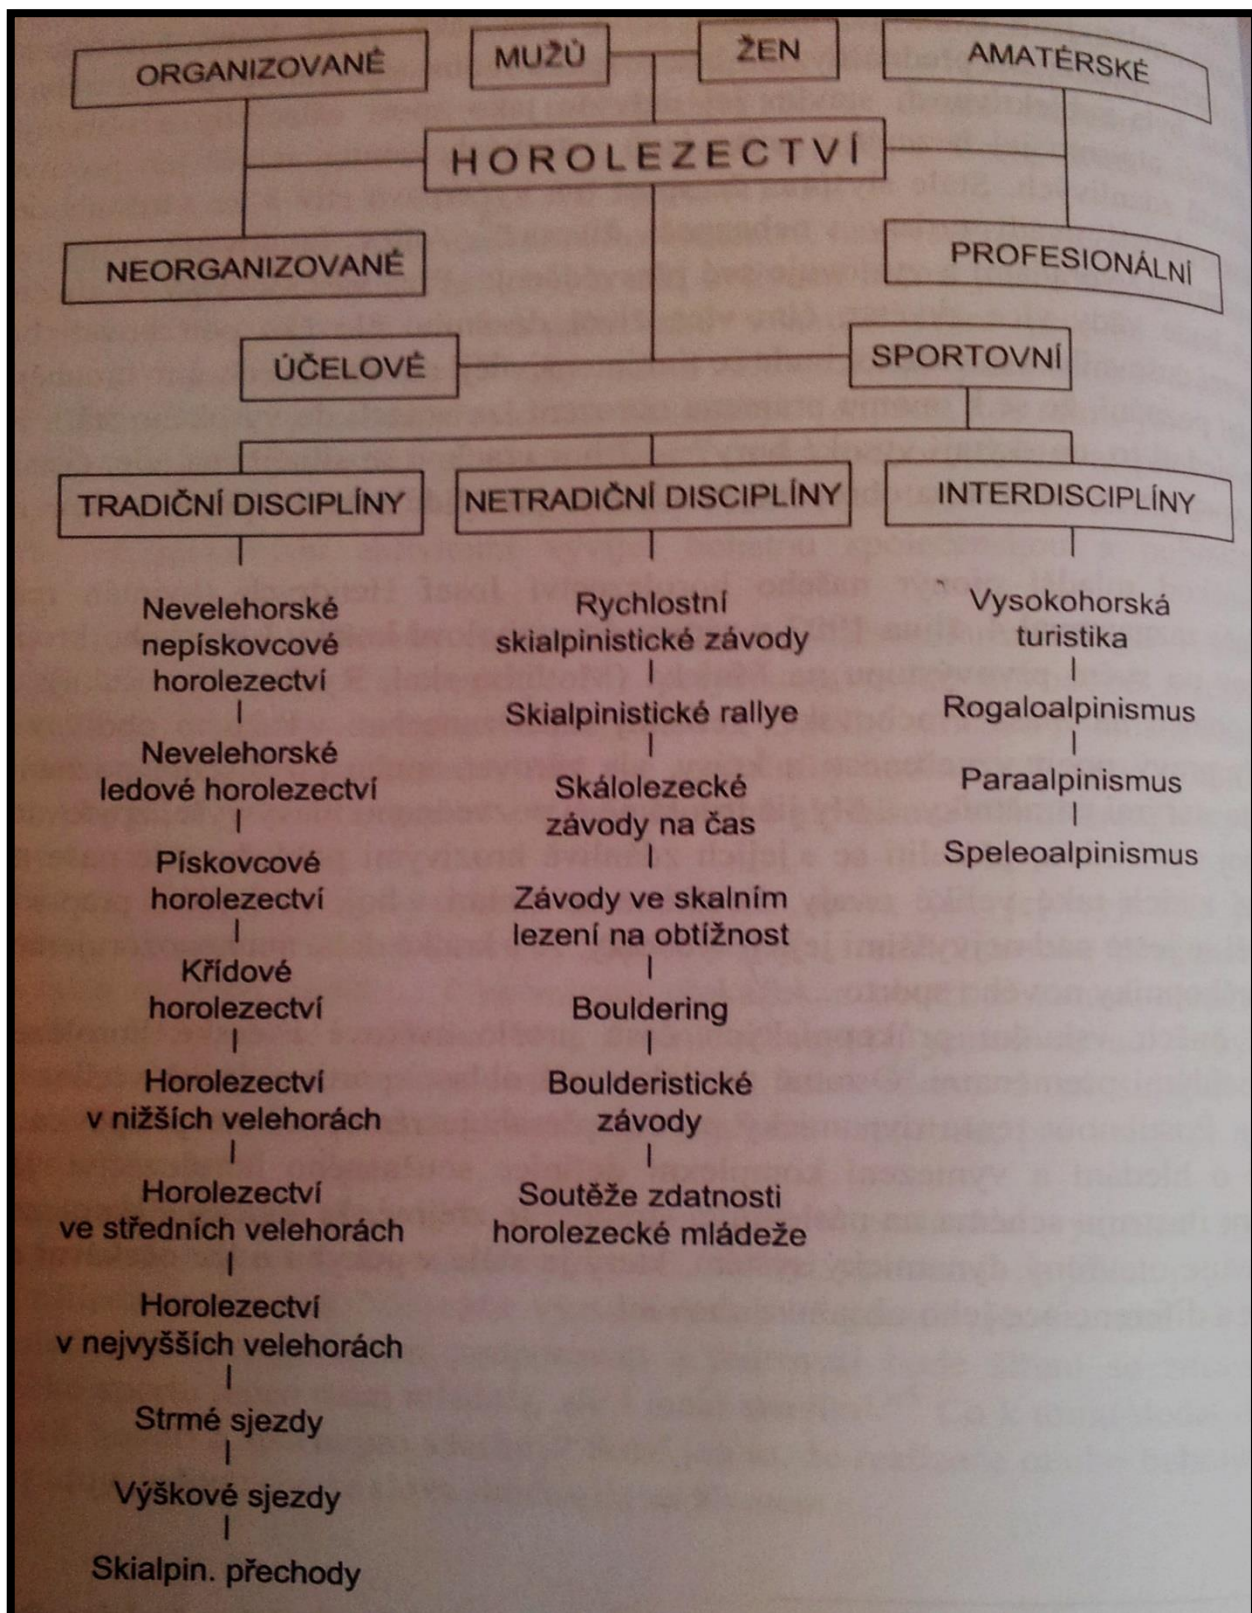 ORGANIZOVANÉ
MUŽŮ
ŽEN
AMATÉRSKÉ
HOROLEZECTVÍ
NEORGANIZOVANÉ
PROFESIONÁLNÍ
ÚČELOVÉ
SPORTOVNÍ
TRADIČNÍ DISCIPLÍNY
NETRADIČNÍ DISCIPLÍNY
INTERDISCIPLÍNY
Nevelehorské
nepískovcové
horolezectví
Nevelehorské
ledové horolezectví
Pískovcové
horolezectví
Křídové
horolezectví
Horolezectví
v nižších velehorách
Horolezectví
ve středních velehorách
Horolezectví
v nejvyšších velehorách
Strmé sjezdy
Výškové sjezdy
Skialpin. přechody
Rychlostní
skialpinistické závody
Skialpinistické rallye
Skálolezecké
závody na čas
Závody ve skalním
lezení na obtížnost
Bouldering
Boulderistické
závody
Soutěže zdatnosti
horolezecké mládeže
Vysokohorská
turistika
Rogaloalpinismus
Paraalpinismus
Speleoalpinismus